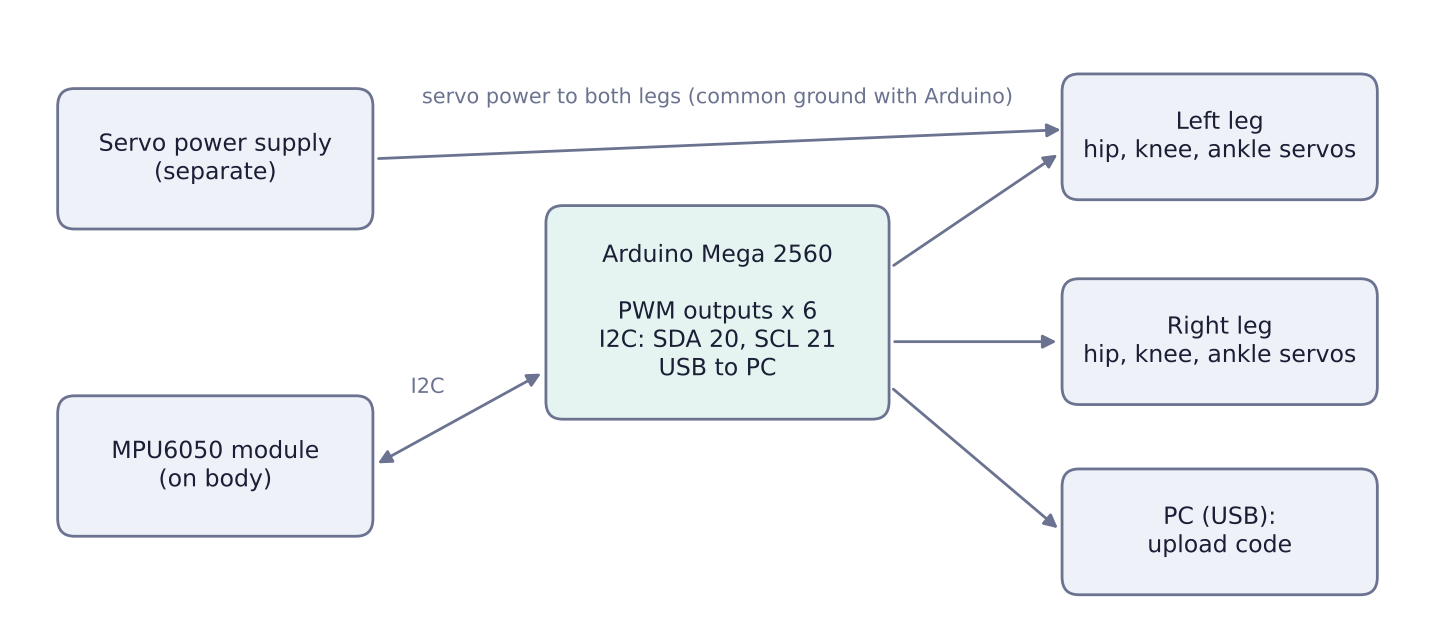 servo power to both legs (common ground with Arduino)
Servo power supply
(separate)
Left leg
hip, knee, ankle servos
Arduino Mega 2560
PWM outputs x 6
I2C: SDA 20, SCL 21
USB to PC
Right leg
hip, knee, ankle servos
I2C
MPU6050 module
(on body)
PC (USB):
upload code